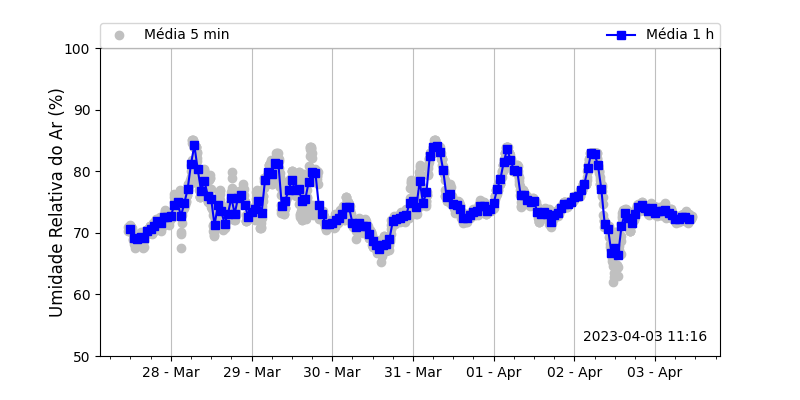 Média 5 min
Média 1 h
Umidade Relativa do Ar (%)
100
90
80
70
60
50
2023-04-03 11:16
28 - Mar
29 - Mar
30 - Mar
31 - Mar
01 - Apr
02 - Apr
03 - Apr